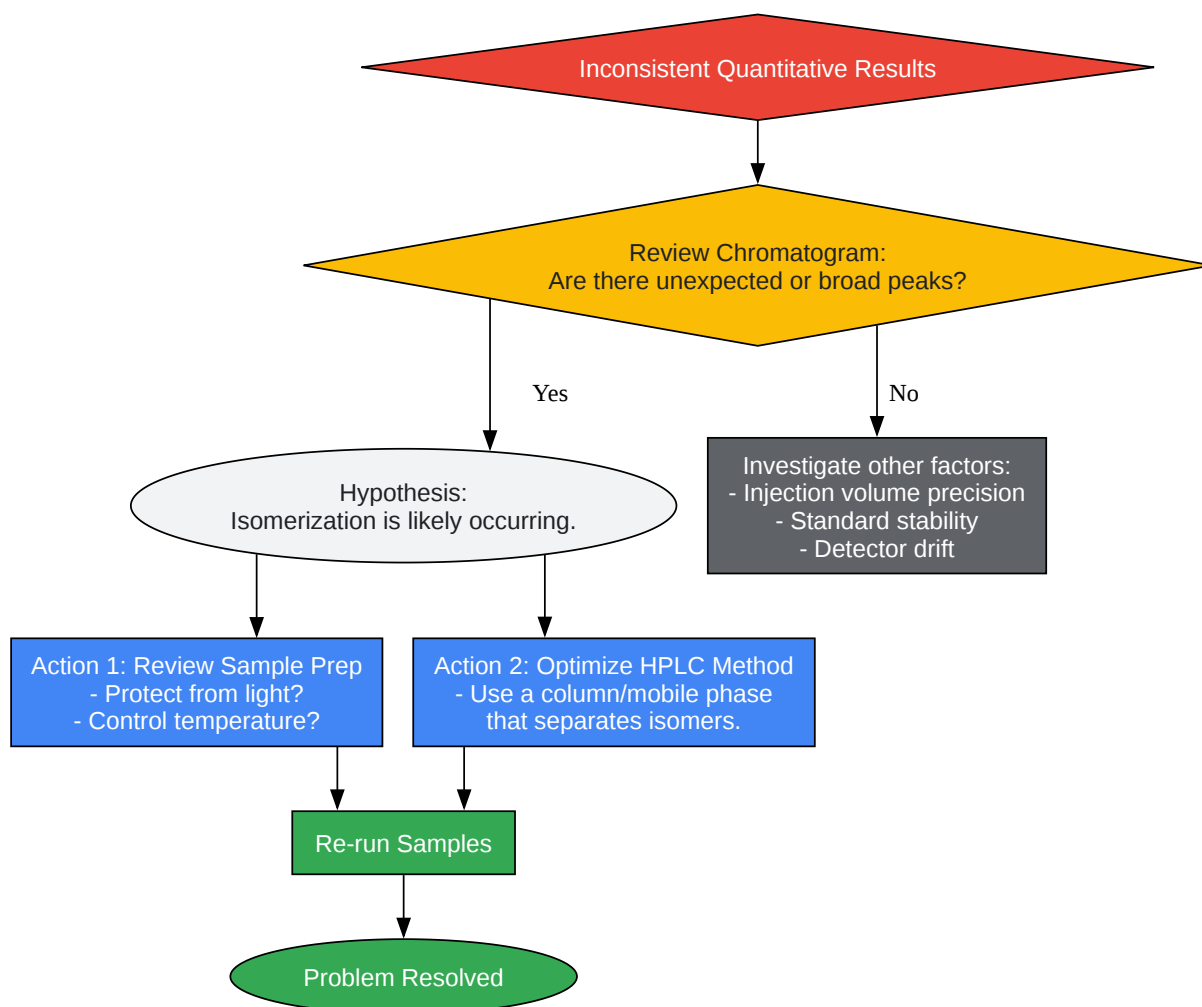 Inconsistent Quantitative Results
Review Chromatogram:
Are there unexpected or broad peaks?
Yes
No
Hypothesis:
Isomerization is likely occurring.
Investigate other factors:
- Injection volume precision
- Standard stability
- Detector drift
Action 1: Review Sample Prep
- Protect from light?
- Control temperature?
Action 2: Optimize HPLC Method
- Use a column/mobile phase
that separates isomers.
Re-run Samples
Problem Resolved